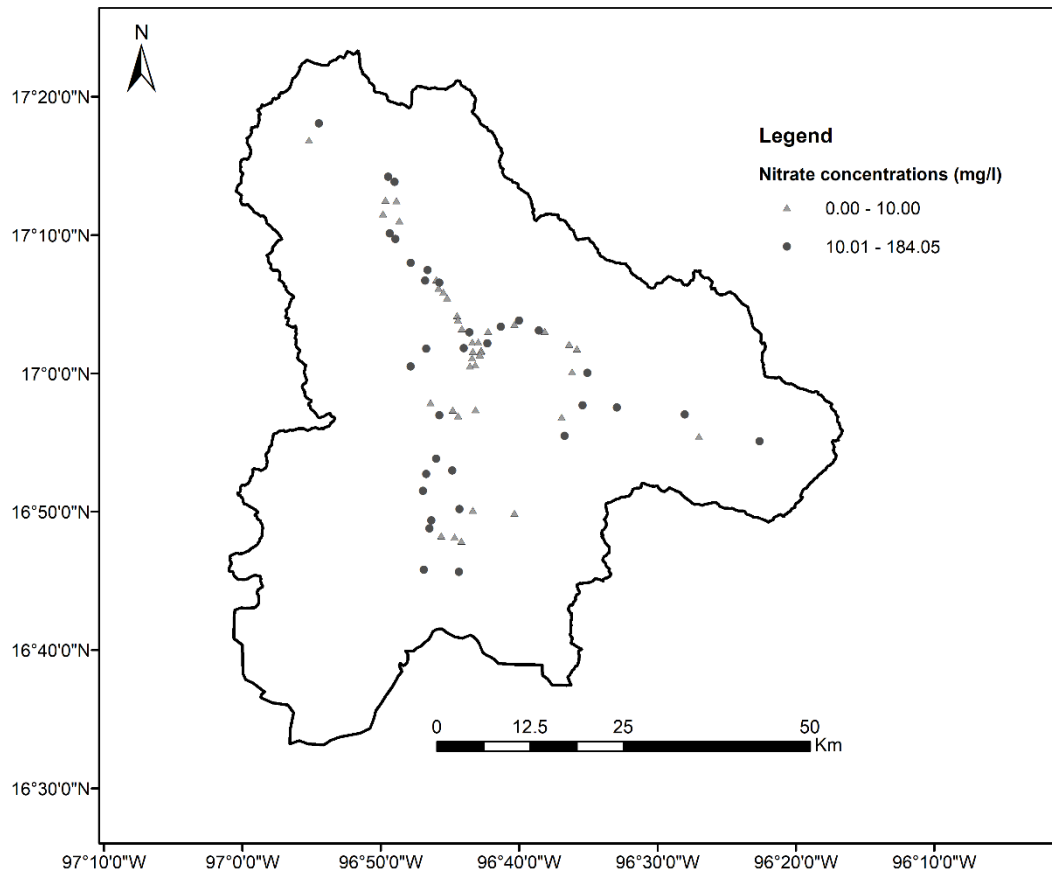 N
17°20'0"N
Legend
Nitrate concentrations (mg/l)
0.00 - 10.00
10.01 - 184.05
17°10'0"N
17°0'0"N
16°50'0"N
16°40'0"N
0 12.5 25 50
Km
16°30'0"N
97°10'0"W 97°0'0"W 96°50'0"W 96°40'0"W 96°30'0"W 96°20'0"W 96°10'0"W